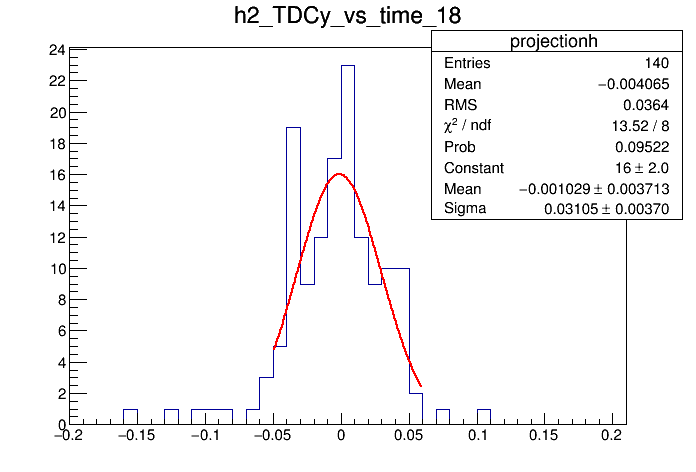 h2_TDCy_vs_time_18
projectionh
Entries 140
Mean −0.004065
RMS 0.0364
χ² / ndf 13.52 / 8
Prob 0.09522
Constant 16 ± 2.0
Mean −0.001029 ± 0.003713
Sigma 0.03105 ± 0.00370
24
22
20
18
16
14
12
10
8
6
4
2
0
−0.2 −0.15 −0.1 −0.05 0 0.05 0.1 0.15 0.2